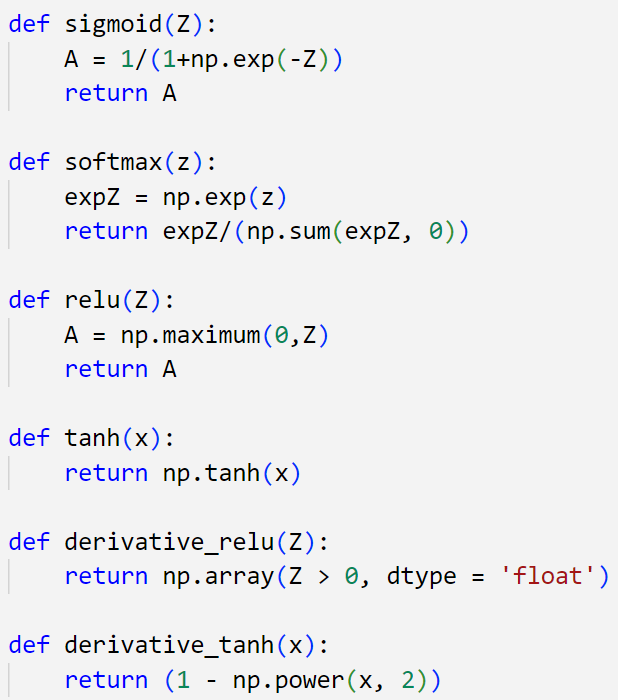 def sigmoid(Z):
    A = 1/(1+np.exp(-Z))
    return A

def softmax(z):
    expZ = np.exp(z)
    return expZ/(np.sum(expZ, 0))

def relu(Z):
    A = np.maximum(0,Z)
    return A

def tanh(x):
    return np.tanh(x)

def derivative_relu(Z):
    return np.array(Z > 0, dtype = 'float')

def derivative_tanh(x):
    return (1 - np.power(x, 2))